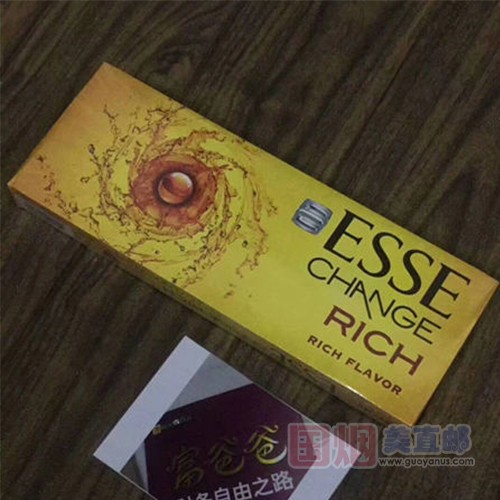 ESSE
CHANGE
RICH
RICH FLAVOR
富爸爸
财务自由之路
国烟美直邮
www.guoyanus.com